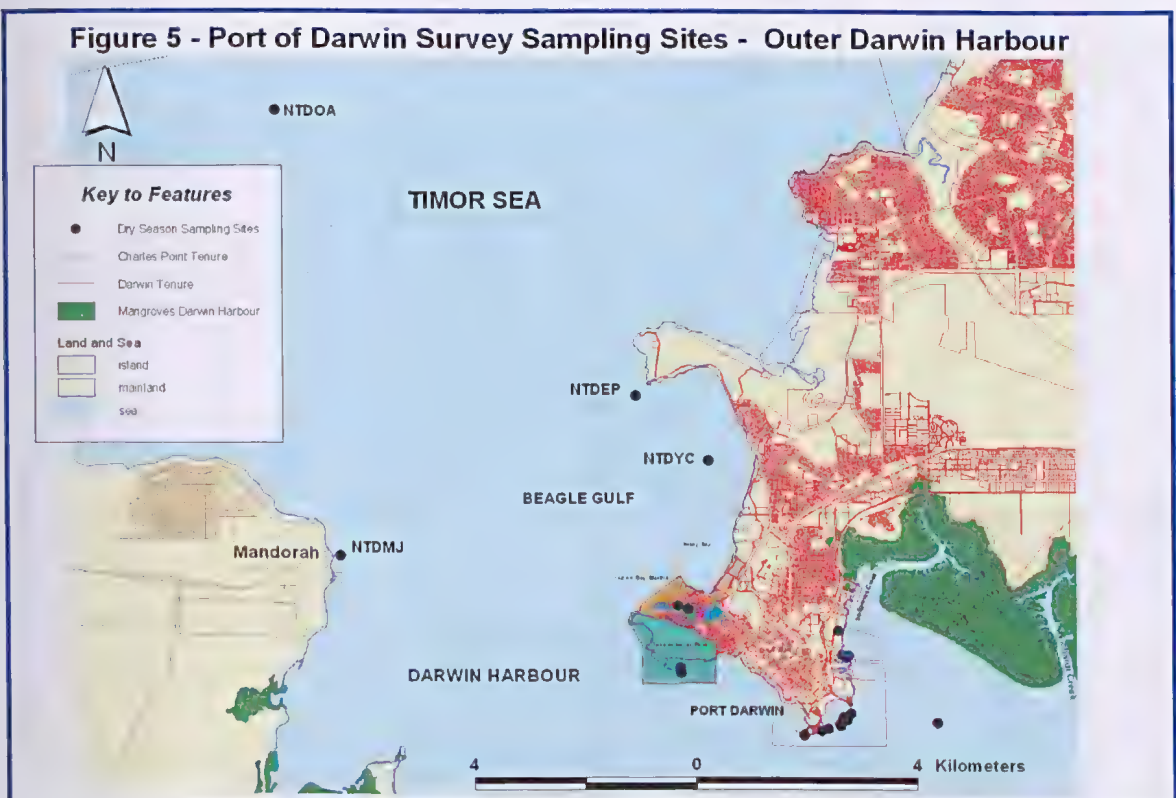 Figure 5 - Port of Darwin Survey Sampling Sites - Outer Darwin Harbour
NTDOA
N
TIMOR SEA
Key to Features
Dry Season Sampling Sites
Charles Point Tenure
Darwin Tenure
Mangroves Darwin Harbour
Land and Sea
island
mainland
sea
NTDEP
NTDYC
BEAGLE GULF
Mandorah
NTDMJ
DARWIN HARBOUR
PORT DARWIN
4
0
4
Kilometers